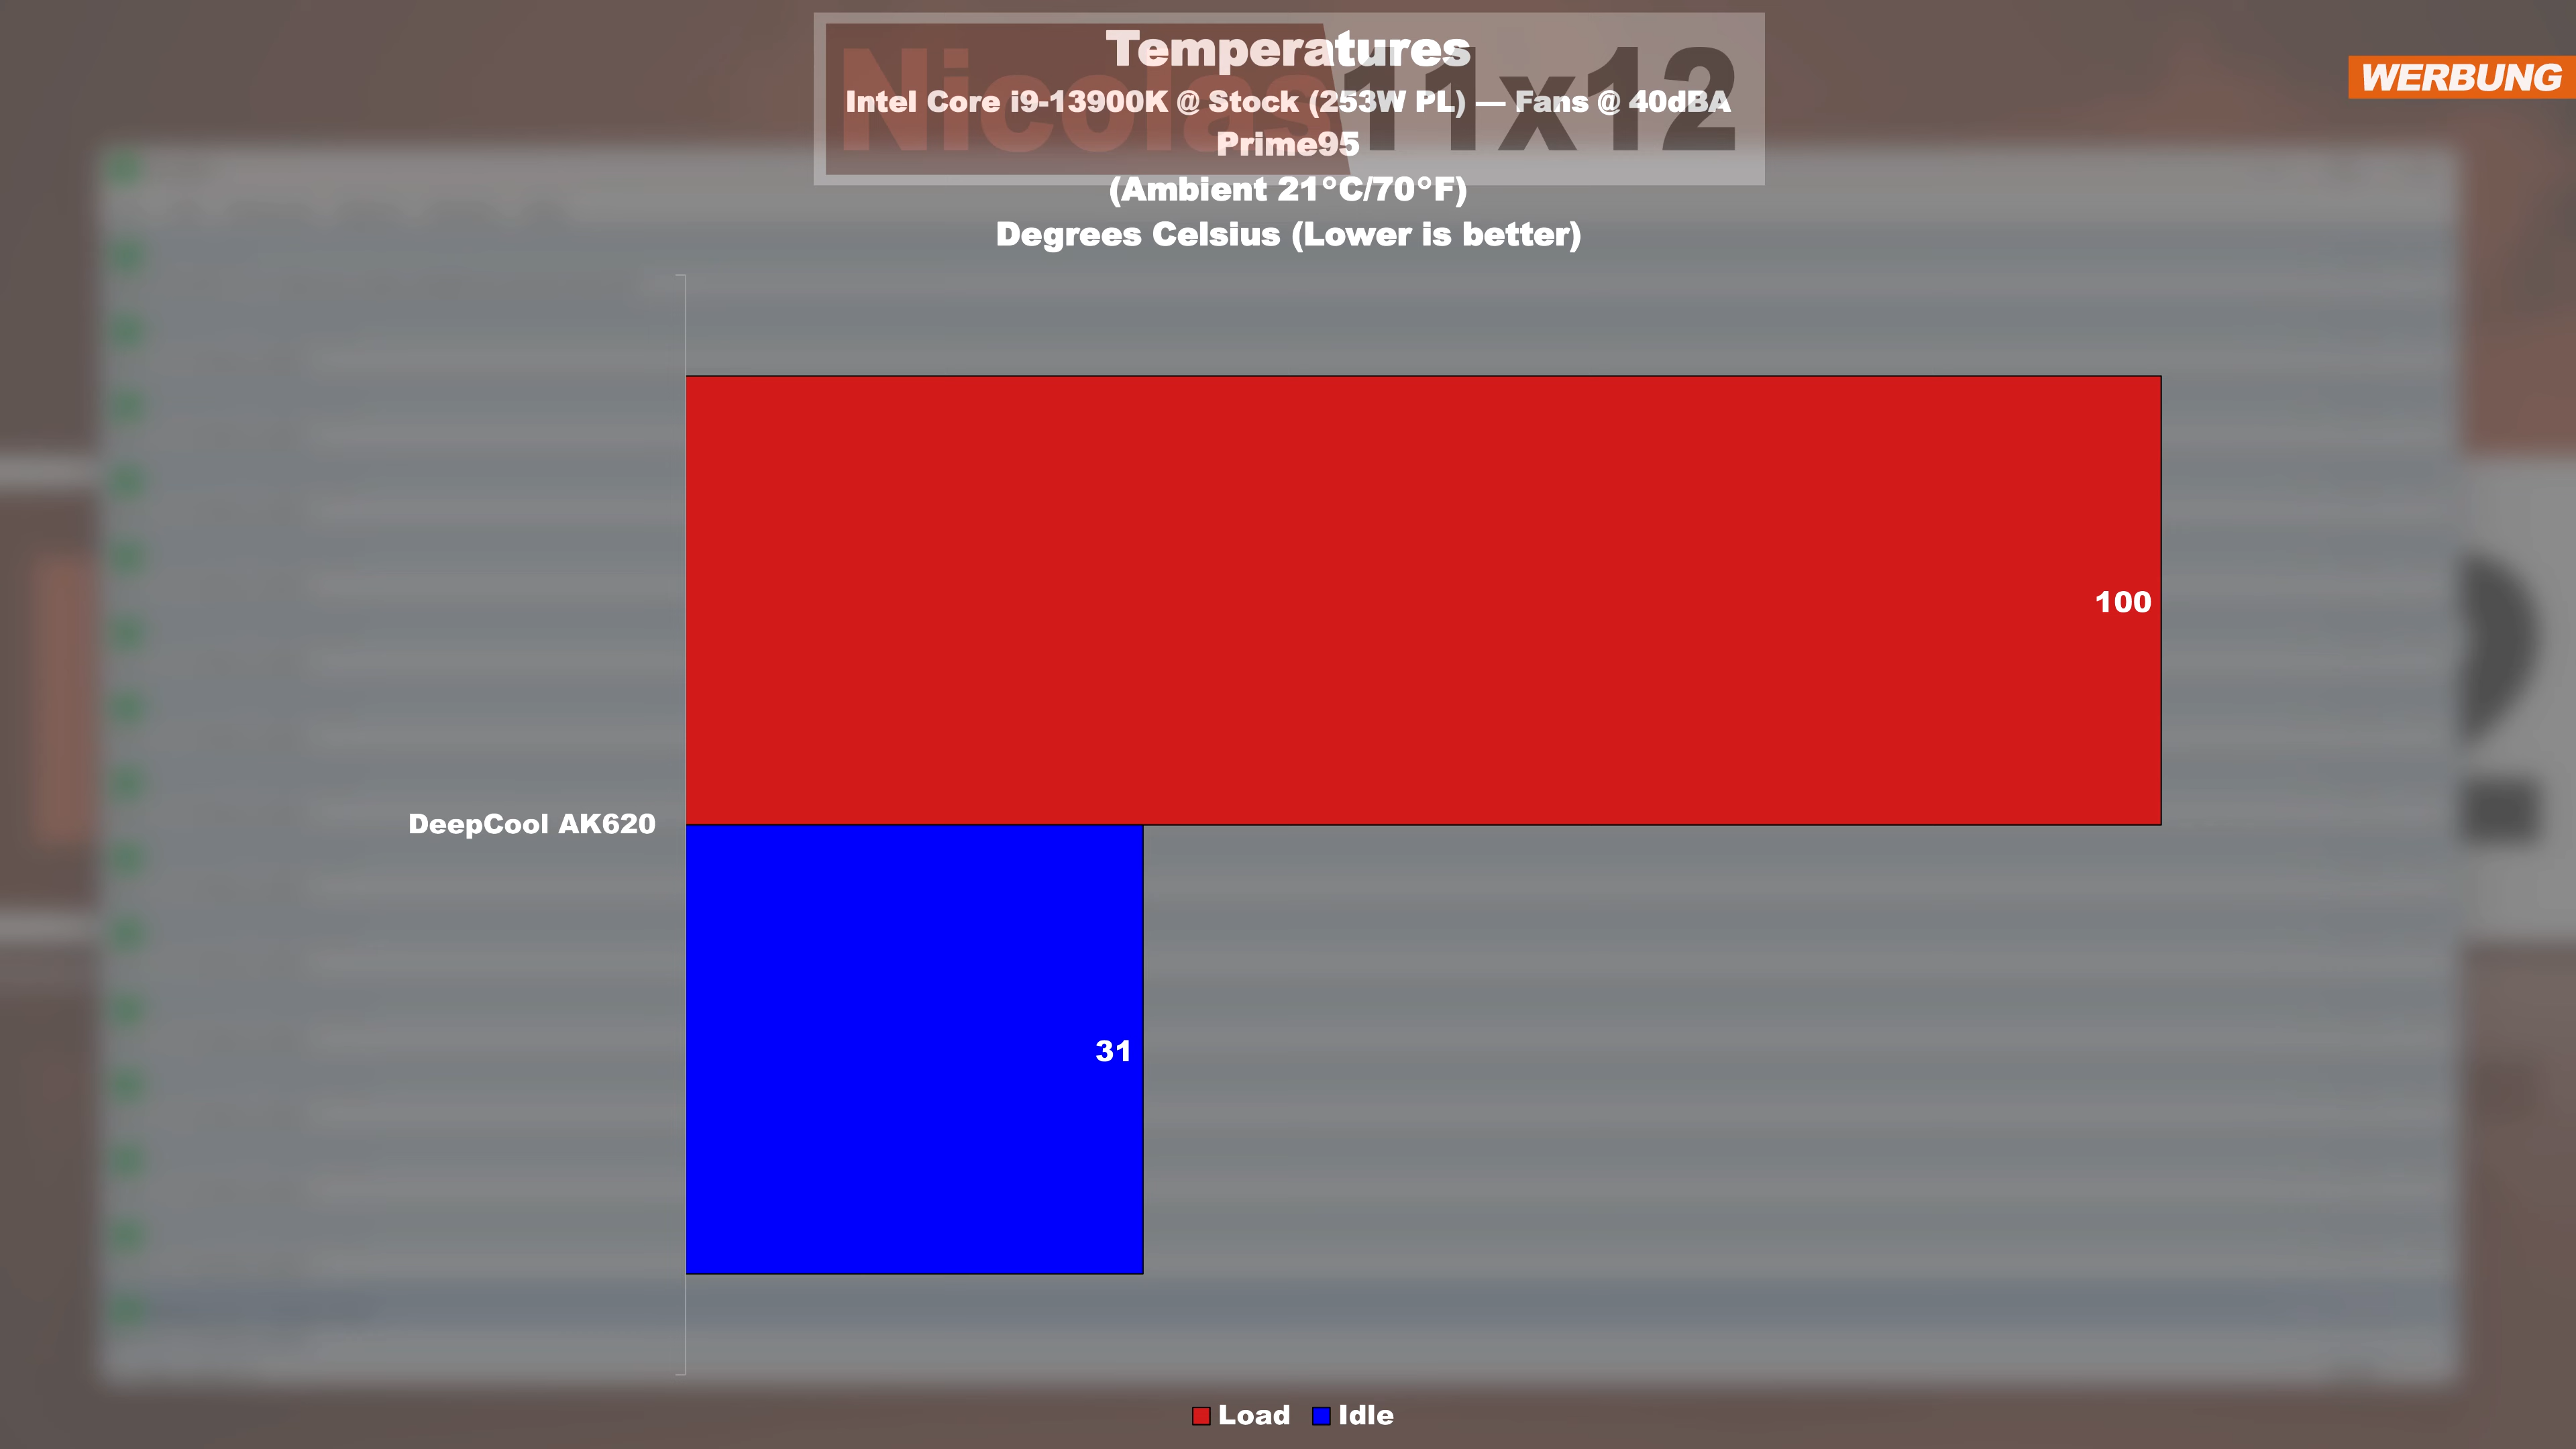 Nicolas11x12
Temperatures
Intel Core i9-13900K @ Stock (253W PL) — Fans @ 40dBA
Prime95
(Ambient 21°C/70°F)
Degrees Celsius (Lower is better)
WERBUNG
100
DeepCool AK620
31
Load
Idle